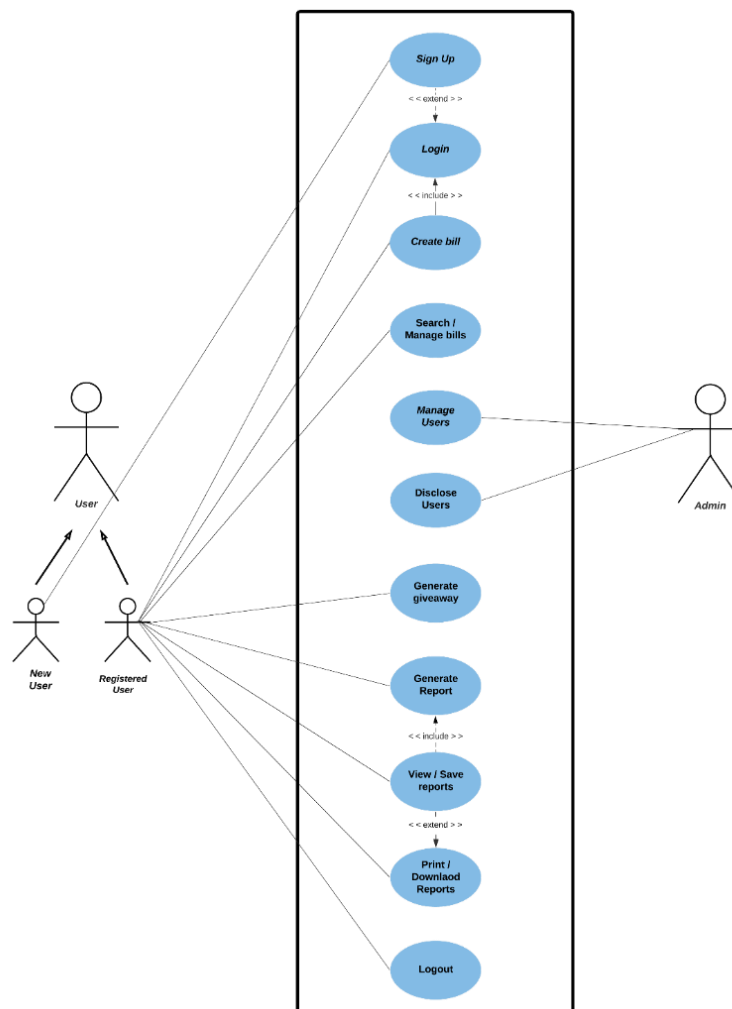 Sign Up
< < extend > >
Login
< < include > >
Create bill
Search /
Manage bills
Manage
Users
Disclose
Users
User
Admin
Generate
giveaway
New
User
Registered
User
Generate
Report
< < include > >
View / Save
reports
< < extend > >
Print /
Downlaod
Reports
Logout